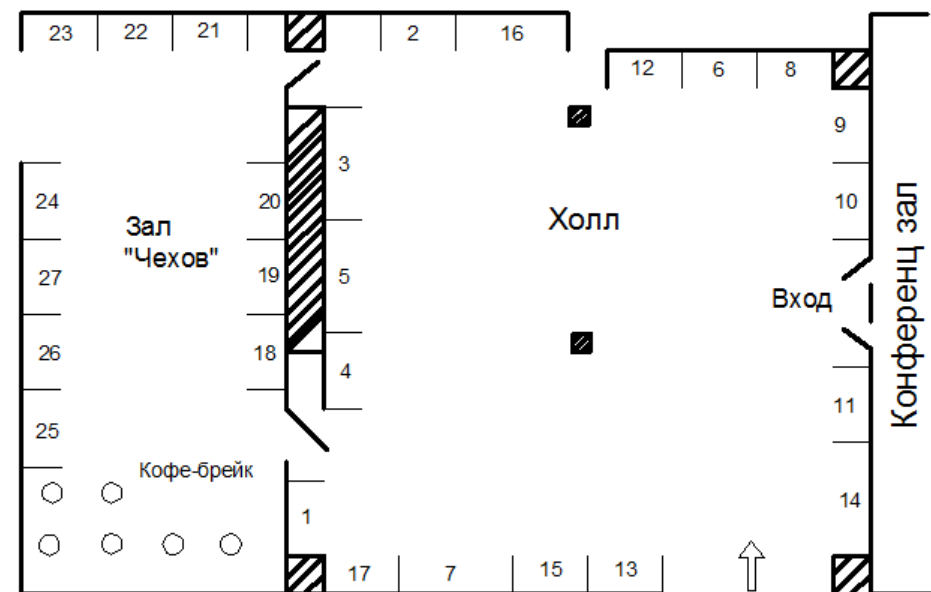 23 22 21 2 16
12 6 8
9
3
24 20 10
Зал
"Чехов"
Холл
Конференц зал
27 19 5
Вход
26 18 4
11
25
Кофе-брейк
14
1
17 7 15 13